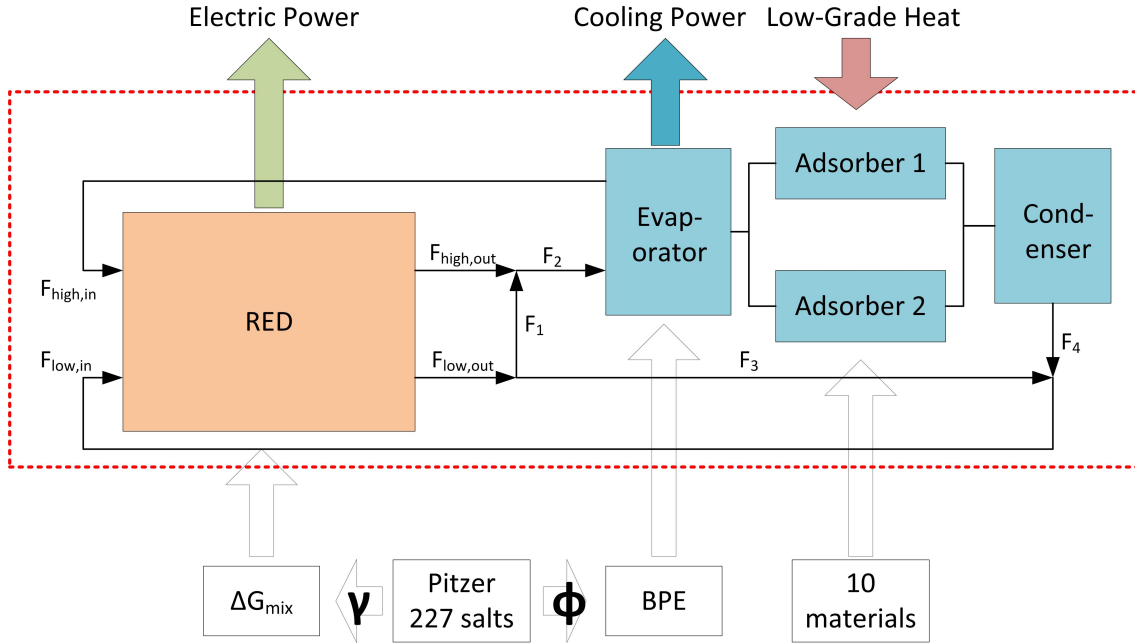 Electric Power
Cooling Power
Low-Grade Heat
Adsorber 1
Evap-
orator
Cond-
enser
F_high,out
F_2
F_high,in
RED
Adsorber 2
F_1
F_low,in
F_low,out
F_3
F_4
ΔG_mix
γ
Pitzer
227 salts
ϕ
BPE
10
materials